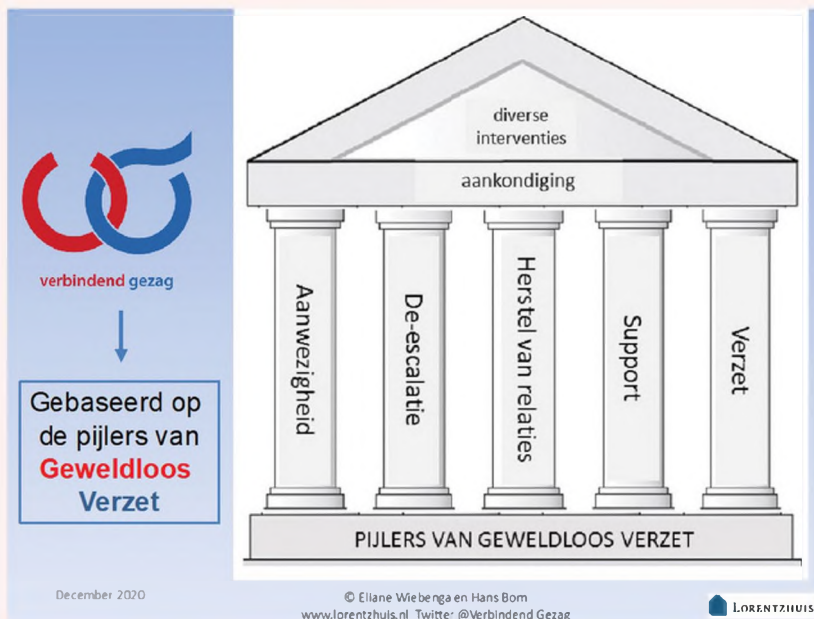 verbindend gezag
Gebaseerd op
de pijlers van
Geweldloos
Verzet
diverse
interventies
aankondiging
Aanwezigheid
De-escalatie
Herstel van relaties
Support
Verzet
PIJLERS VAN GEWELDLOOS VERZET
December 2020
© Eliane Wiebenga en Hans Bom
www.lorentzhuis.nl Twitter @Verbindend Gezag
LORENTZHUIS